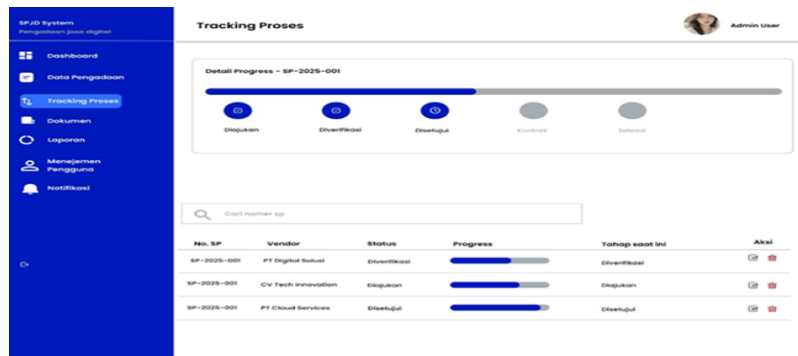 SPJD System
Pengadaan jasa digital
Dashboard
Data Pengadaan
Tracking Proses
Dokumen
Laporan
Menejemen
Pengguna
Notifikasi
Tracking Proses
Admin User
Detail Progress - SP-2025-001
Diajukan Diverifikasi Disetujui Kontrak Selesai
Cari nomer sp
No. SP Vendor Status Progress Tahap saat ini Aksi
SP-2025-001 PT Digital Solusi Diverifikasi Diverifikasi
SP-2025-001 CV Tech Innovation Diajukan Diajukan
SP-2025-001 PT Cloud Services Disetujui Disetujui